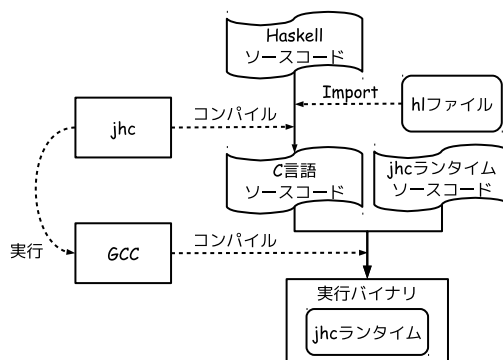 Haskell
ソースコード
Import
hlファイル
コンパイル
jhc
C言語
ソースコード
jhcランタイム
ソースコード
実行
GCC
コンパイル
実行バイナリ
jhcランタイム